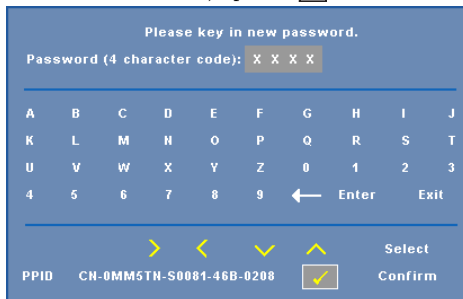 Please key in new password.
Password (4 character code): X X X X
A B C D E F G H I J
K L M N O P Q R S T
U V W X Y Z 0 1 2 3
4 5 6 7 8 9 ← Enter Exit
Select
PPID CN-0MM5TN-S0081-46B-0208 Confirm